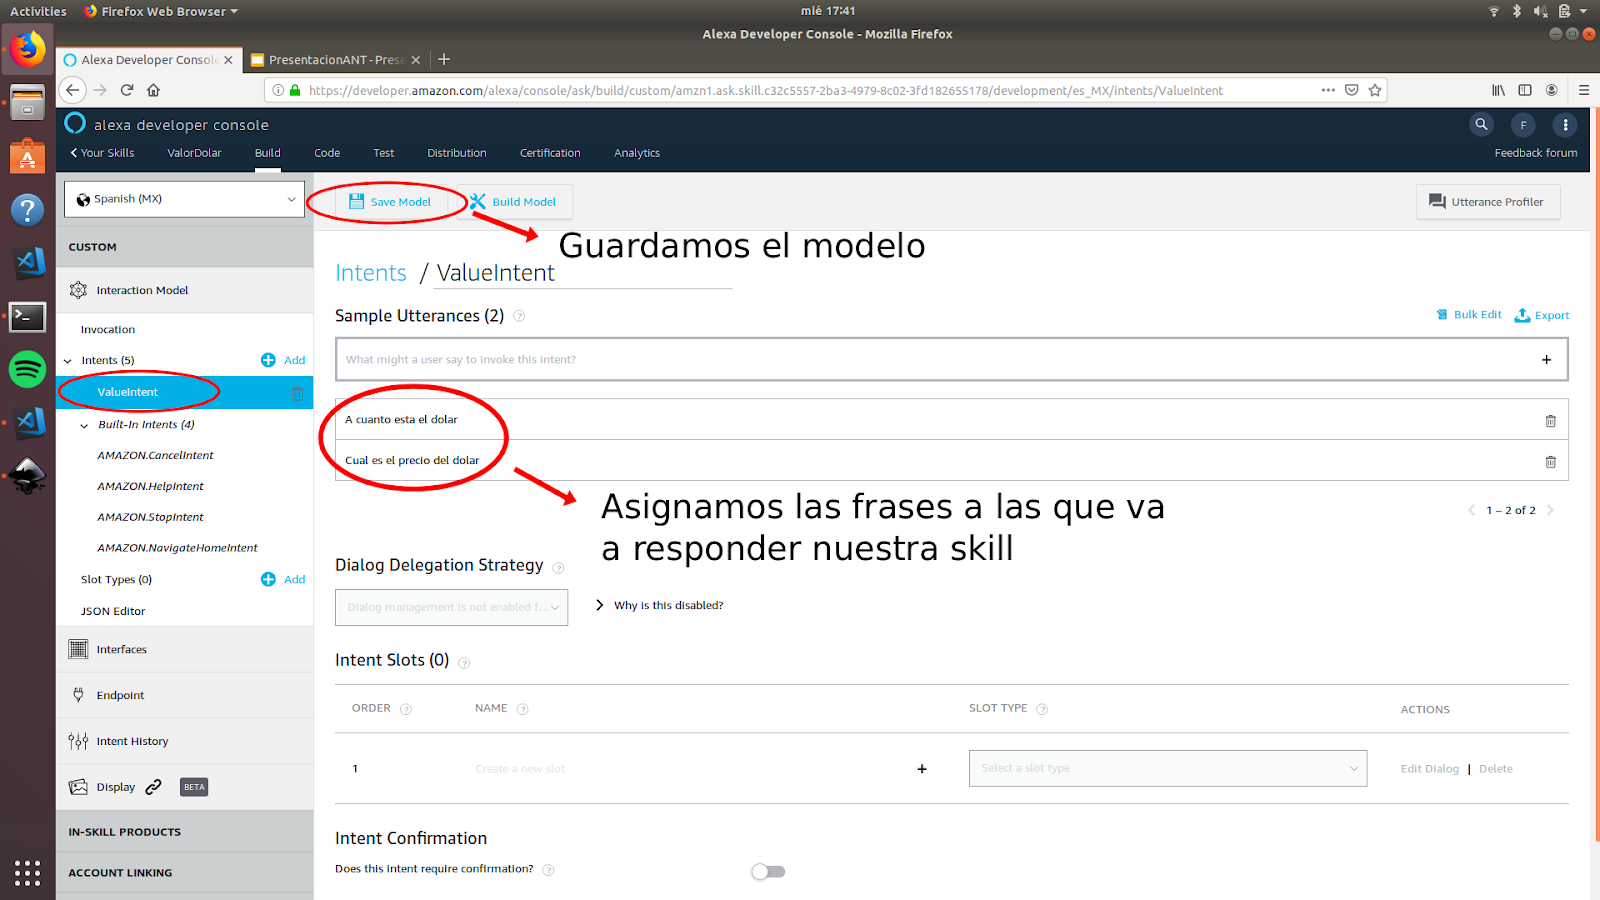 Activities
Firefox Web Browser
mié 17:41
Alexa Developer Console - Mozilla Firefox
Alexa Developer Console
PresentacionANT - Prese
https://developer.amazon.com/alexa/console/ask/build/custom/amzn1.ask.skill.c32c5557-2ba3-4979-8c02-3fd182655178/development/es_MX/intents/ValueIntent
alexa developer console
F
Your Skills
ValorDolar
Build
Code
Test
Distribution
Certification
Analytics
Feedback forum
Spanish (MX)
Save Model
Build Model
Utterance Profiler
Guardamos el modelo
CUSTOM
Interaction Model
Invocation
Intents (5)
Add
ValueIntent
Built-In Intents (4)
AMAZON.CancelIntent
AMAZON.HelpIntent
AMAZON.StopIntent
AMAZON.NavigateHomeIntent
Slot Types (0)
Add
JSON Editor
Interfaces
Endpoint
Intent History
Display
BETA
IN-SKILL PRODUCTS
ACCOUNT LINKING
Intents / ValueIntent
Sample Utterances (2)
Bulk Edit
Export
What might a user say to invoke this intent?
A cuanto esta el dolar
Cual es el precio del dolar
Asignamos las frases a las que va
a responder nuestra skill
1 – 2 of 2
Dialog Delegation Strategy
Dialog management is not enabled f...
Why is this disabled?
Intent Slots (0)
ORDER
NAME
SLOT TYPE
ACTIONS
1
Create a new slot
Select a slot type
Edit Dialog | Delete
Intent Confirmation
Does this intent require confirmation?